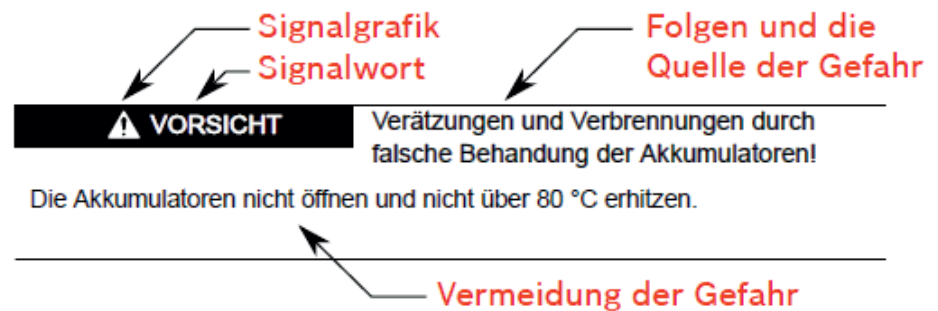 Signalgrafik
Signalwort
Folgen und die
Quelle der Gefahr
VORSICHT
Verätzungen und Verbrennungen durch
falsche Behandung der Akkumulatoren!
Die Akkumulatoren nicht öffnen und nicht über 80 °C erhitzen.
Vermeidung der Gefahr